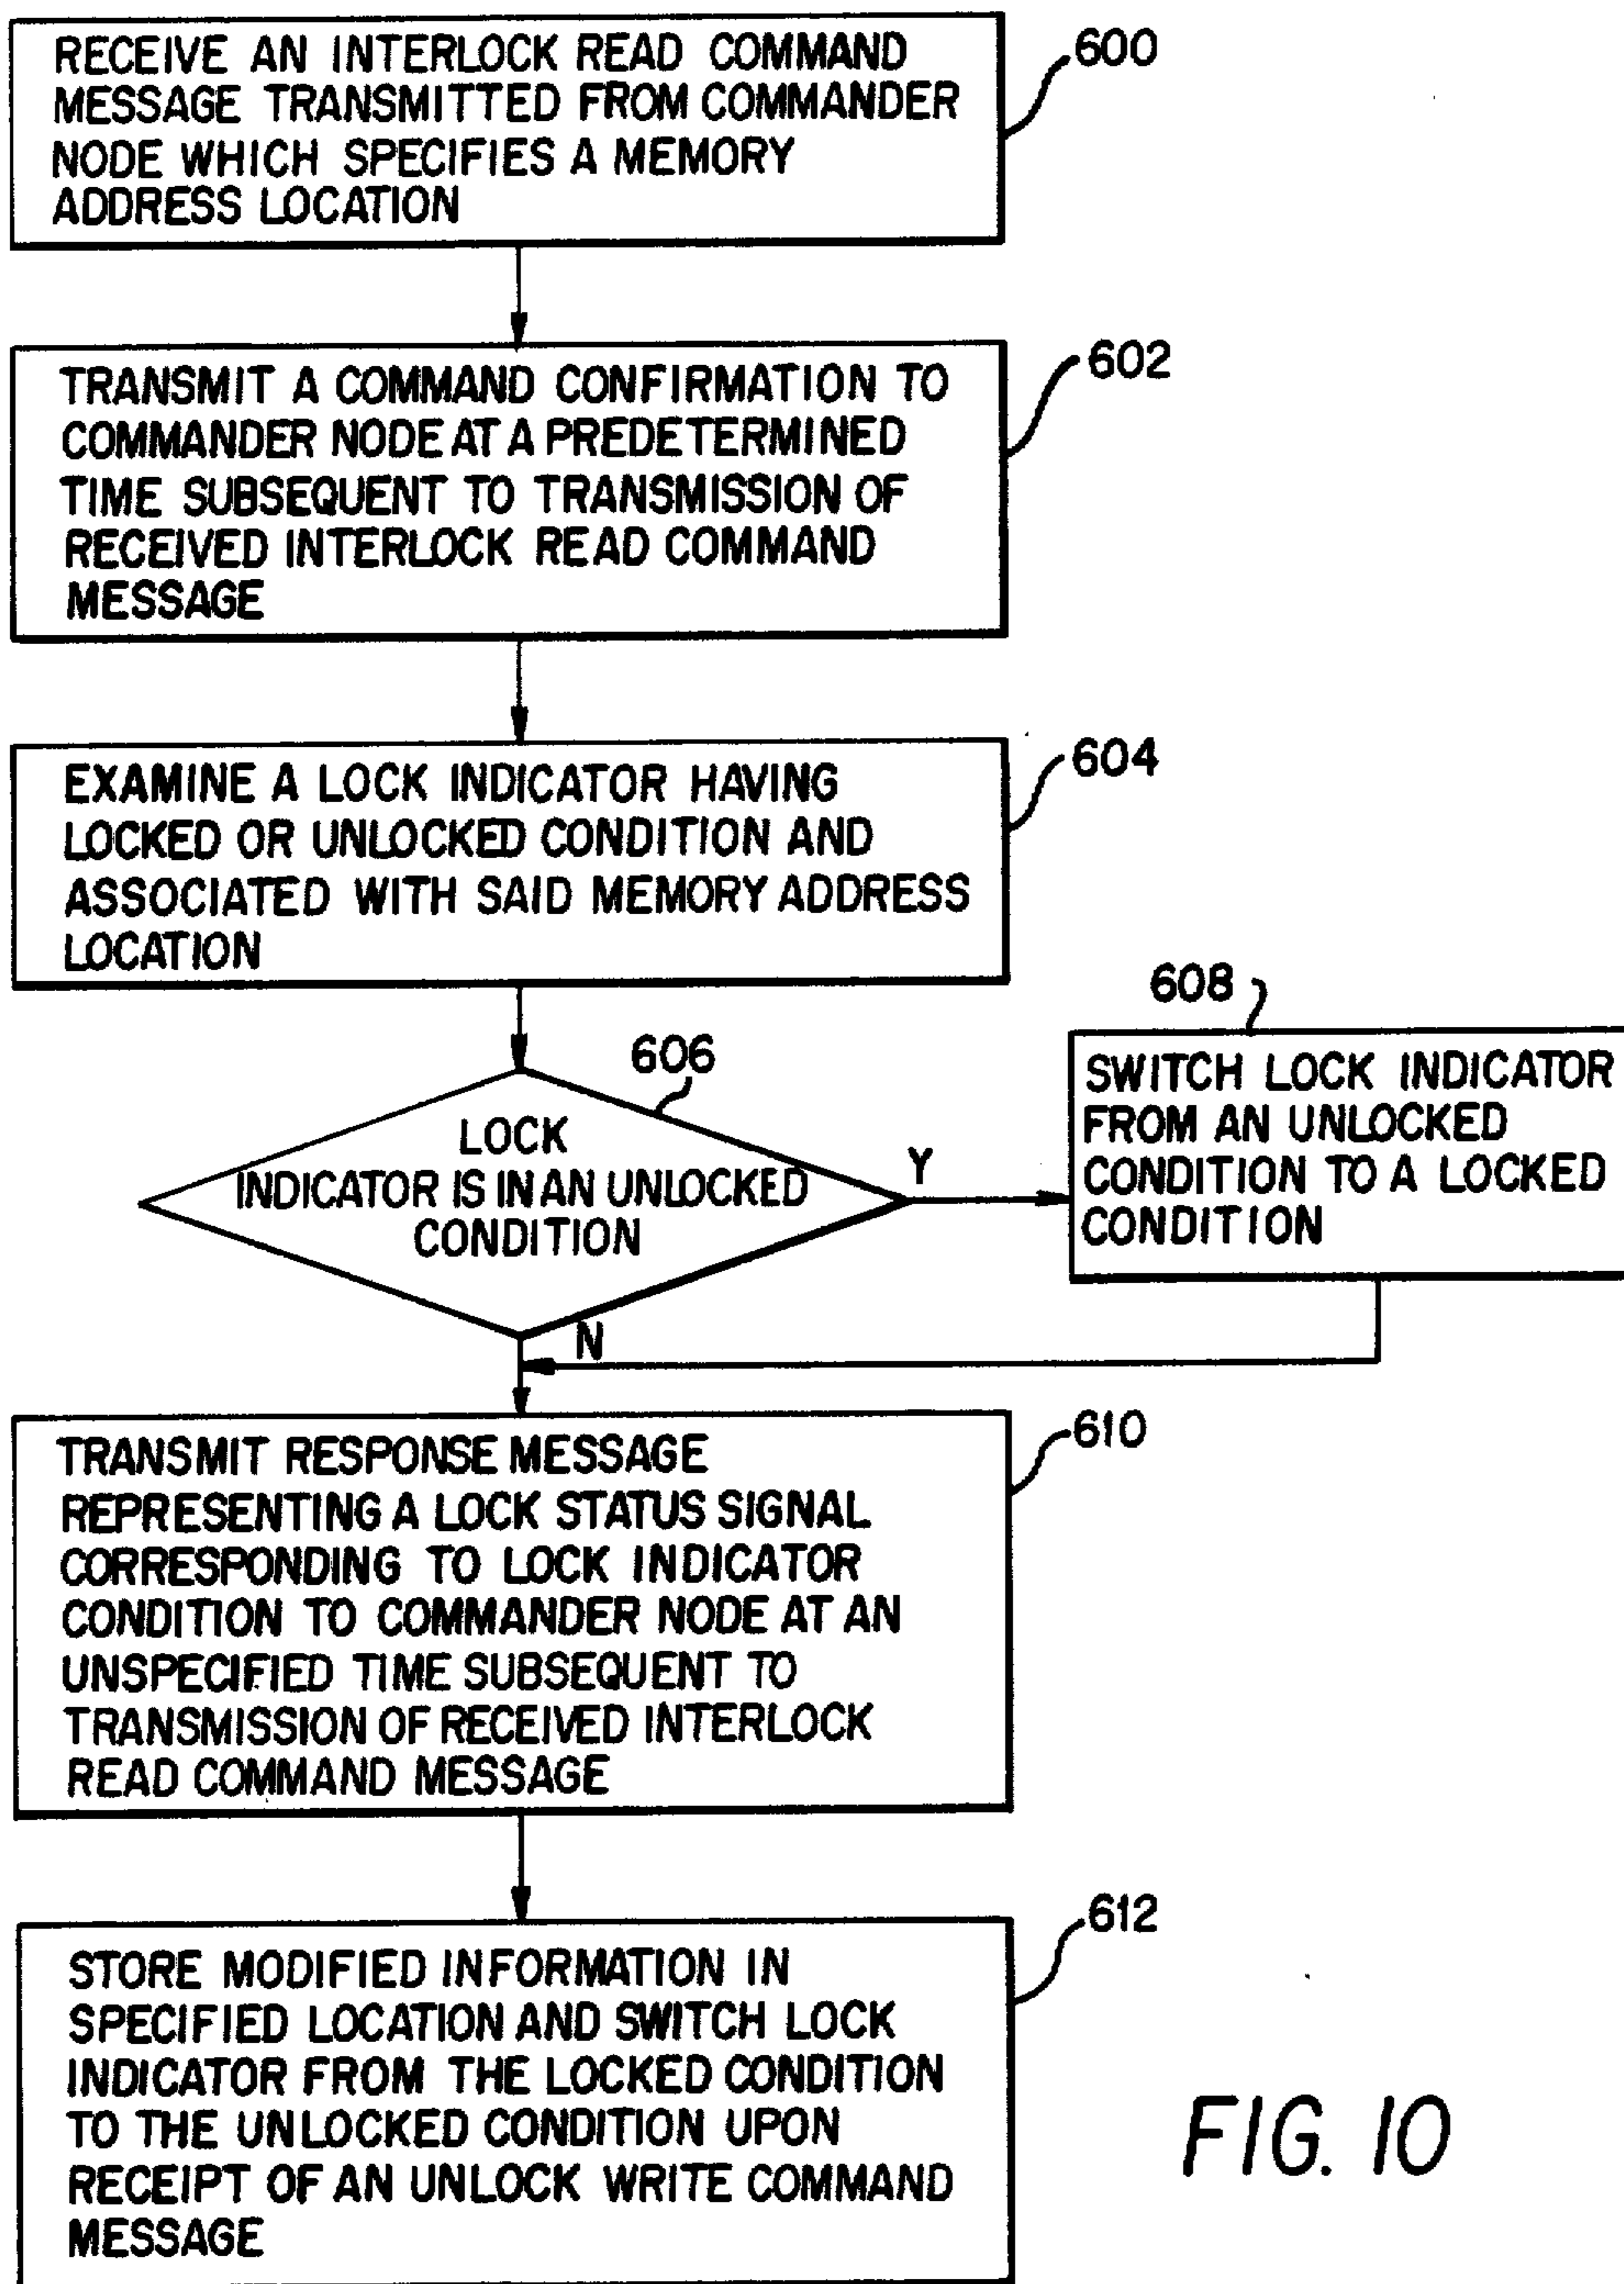 RECEIVE AN INTERLOCK READ COMMAND
MESSAGE TRANSMITTED FROM COMMANDER
NODE WHICH SPECIFIES A MEMORY
ADDRESS LOCATION
600
TRANSMIT A COMMAND CONFIRMATION TO
COMMANDER NODE AT A PREDETERMINED
TIME SUBSEQUENT TO TRANSMISSION OF
RECEIVED INTERLOCK READ COMMAND
MESSAGE
602
EXAMINE A LOCK INDICATOR HAVING
LOCKED OR UNLOCKED CONDITION AND
ASSOCIATED WITH SAID MEMORY ADDRESS
LOCATION
604
606
LOCK
INDICATOR IS IN AN UNLOCKED
CONDITION
Y
608
SWITCH LOCK INDICATOR
FROM AN UNLOCKED
CONDITION TO A LOCKED
CONDITION
N
TRANSMIT RESPONSE MESSAGE
REPRESENTING A LOCK STATUS SIGNAL
CORRESPONDING TO LOCK INDICATOR
CONDITION TO COMMANDER NODE AT AN
UNSPECIFIED TIME SUBSEQUENT TO
TRANSMISSION OF RECEIVED INTERLOCK
READ COMMAND MESSAGE
610
STORE MODIFIED INFORMATION IN
SPECIFIED LOCATION AND SWITCH LOCK
INDICATOR FROM THE LOCKED CONDITION
TO THE UNLOCKED CONDITION UPON
RECEIPT OF AN UNLOCK WRITE COMMAND
MESSAGE
612
FIG. 10